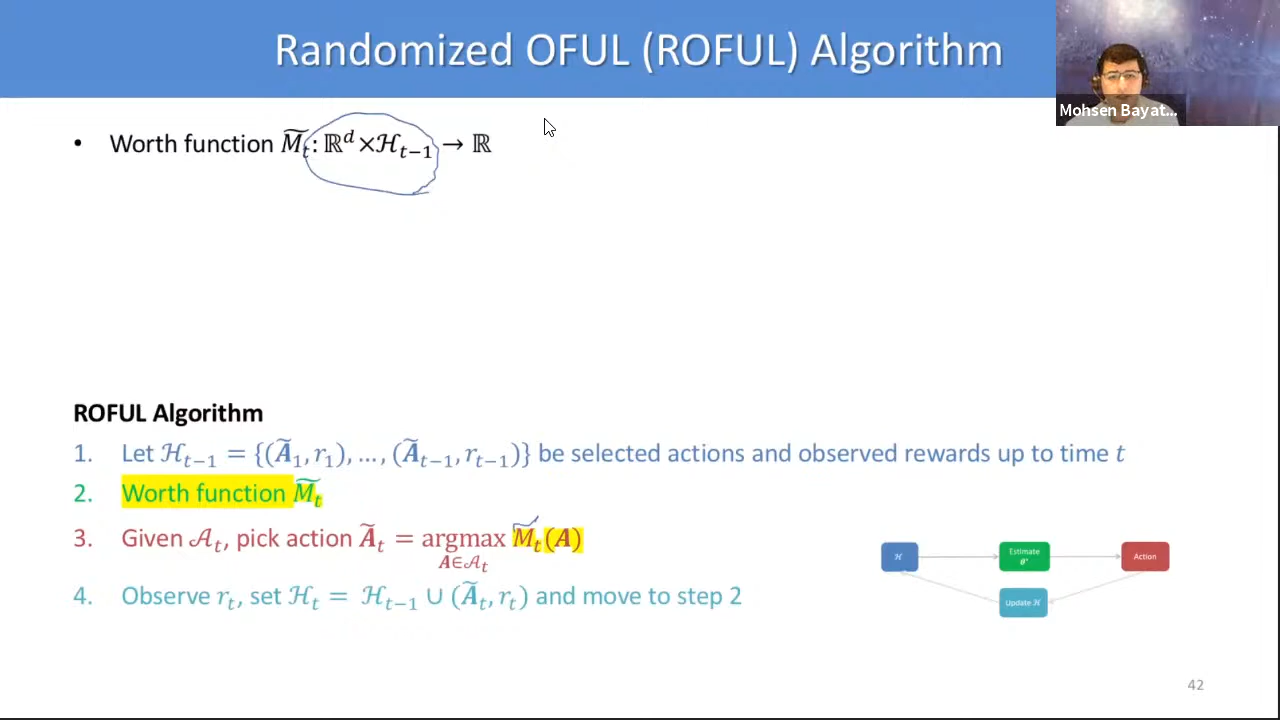 Randomized OFUL (ROFUL) Algorithm
Mohsen Bayat...
• Worth function M̃ₜ: ℝᵈ×ℋₜ₋₁ → ℝ
ROFUL Algorithm
1. Let ℋₜ₋₁ = {(Ã₁, r₁), …, (Ãₜ₋₁, rₜ₋₁)} be selected actions and observed rewards up to time t
2. Worth function M̃ₜ
3. Given 𝒜ₜ, pick action Ãₜ = argmax M̃ₜ(A)
A∈𝒜ₜ
4. Observe rₜ, set ℋₜ = ℋₜ₋₁ ∪ (Ãₜ, rₜ) and move to step 2
ℋ
Estimate
θ*
Action
Update ℋ
42